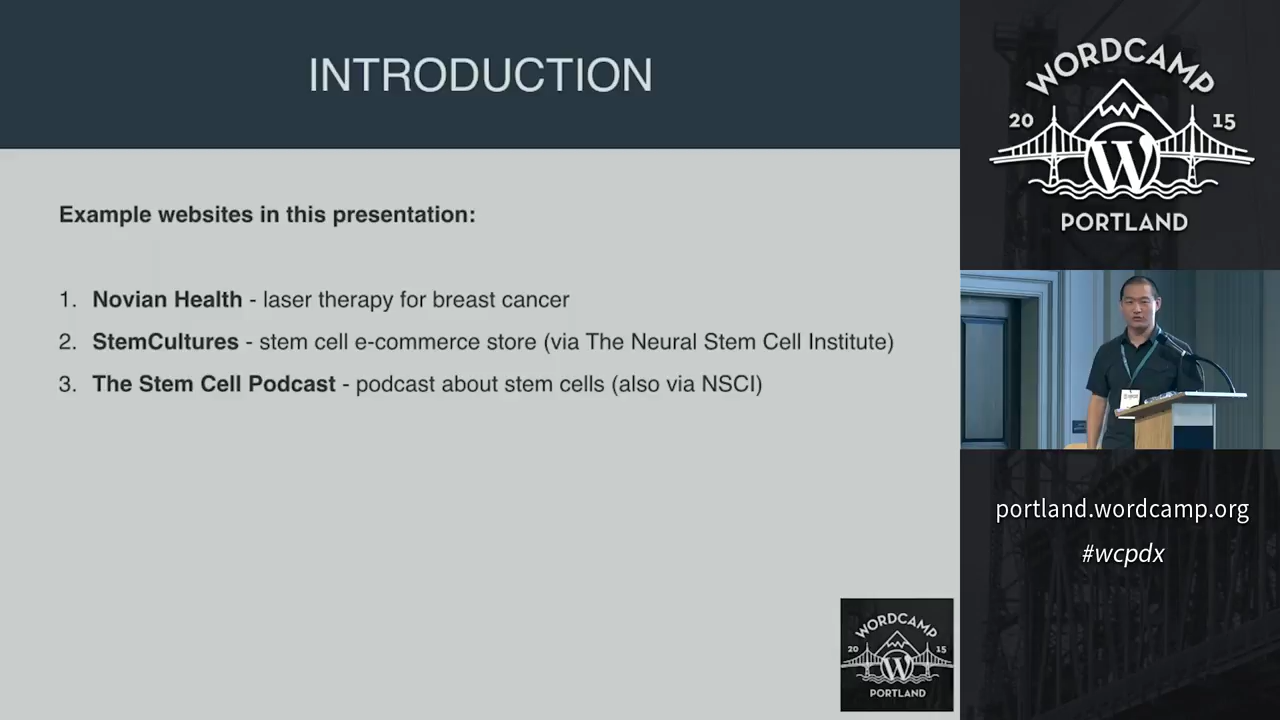 INTRODUCTION
Example websites in this presentation:
1. Novian Health - laser therapy for breast cancer
2. StemCultures - stem cell e-commerce store (via The Neural Stem Cell Institute)
3. The Stem Cell Podcast - podcast about stem cells (also via NSCI)
WORDCAMP
20 15
W
PORTLAND
WORDCAMP
20 15
W
PORTLAND
portland.wordcamp.org
#wcpdx